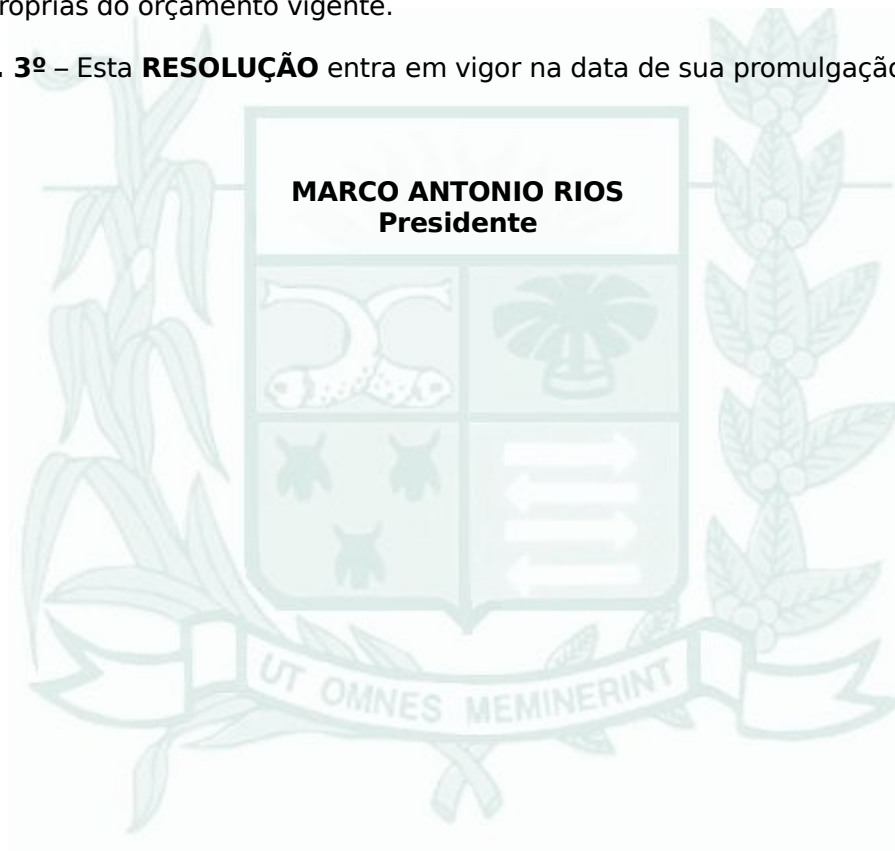 róprias do orçamento vigente.
. 3º – Esta RESOLUÇÃO entra em vigor na data de sua promulgação
MARCO ANTONIO RIOS
Presidente
UT OMNES MEMINERINT